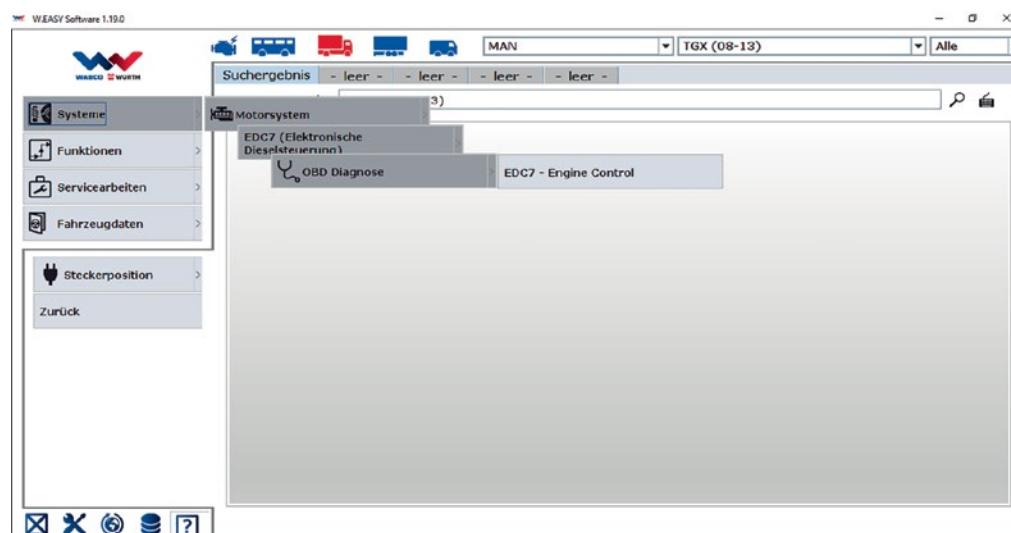 W.EASY Software 1.19.0
MAN
TGX (08-13)
Alle
WABCO WÜRTH
Suchergebnis
- leer -
- leer -
- leer -
- leer -
3)
Systeme
Motorsystem
EDC7 (Elektronische
Dieselsteuerung)
Funktionen
OBD Diagnose
EDC7 - Engine Control
Servicearbeiten
Fahrzeugdaten
Steckerposition
Zurück